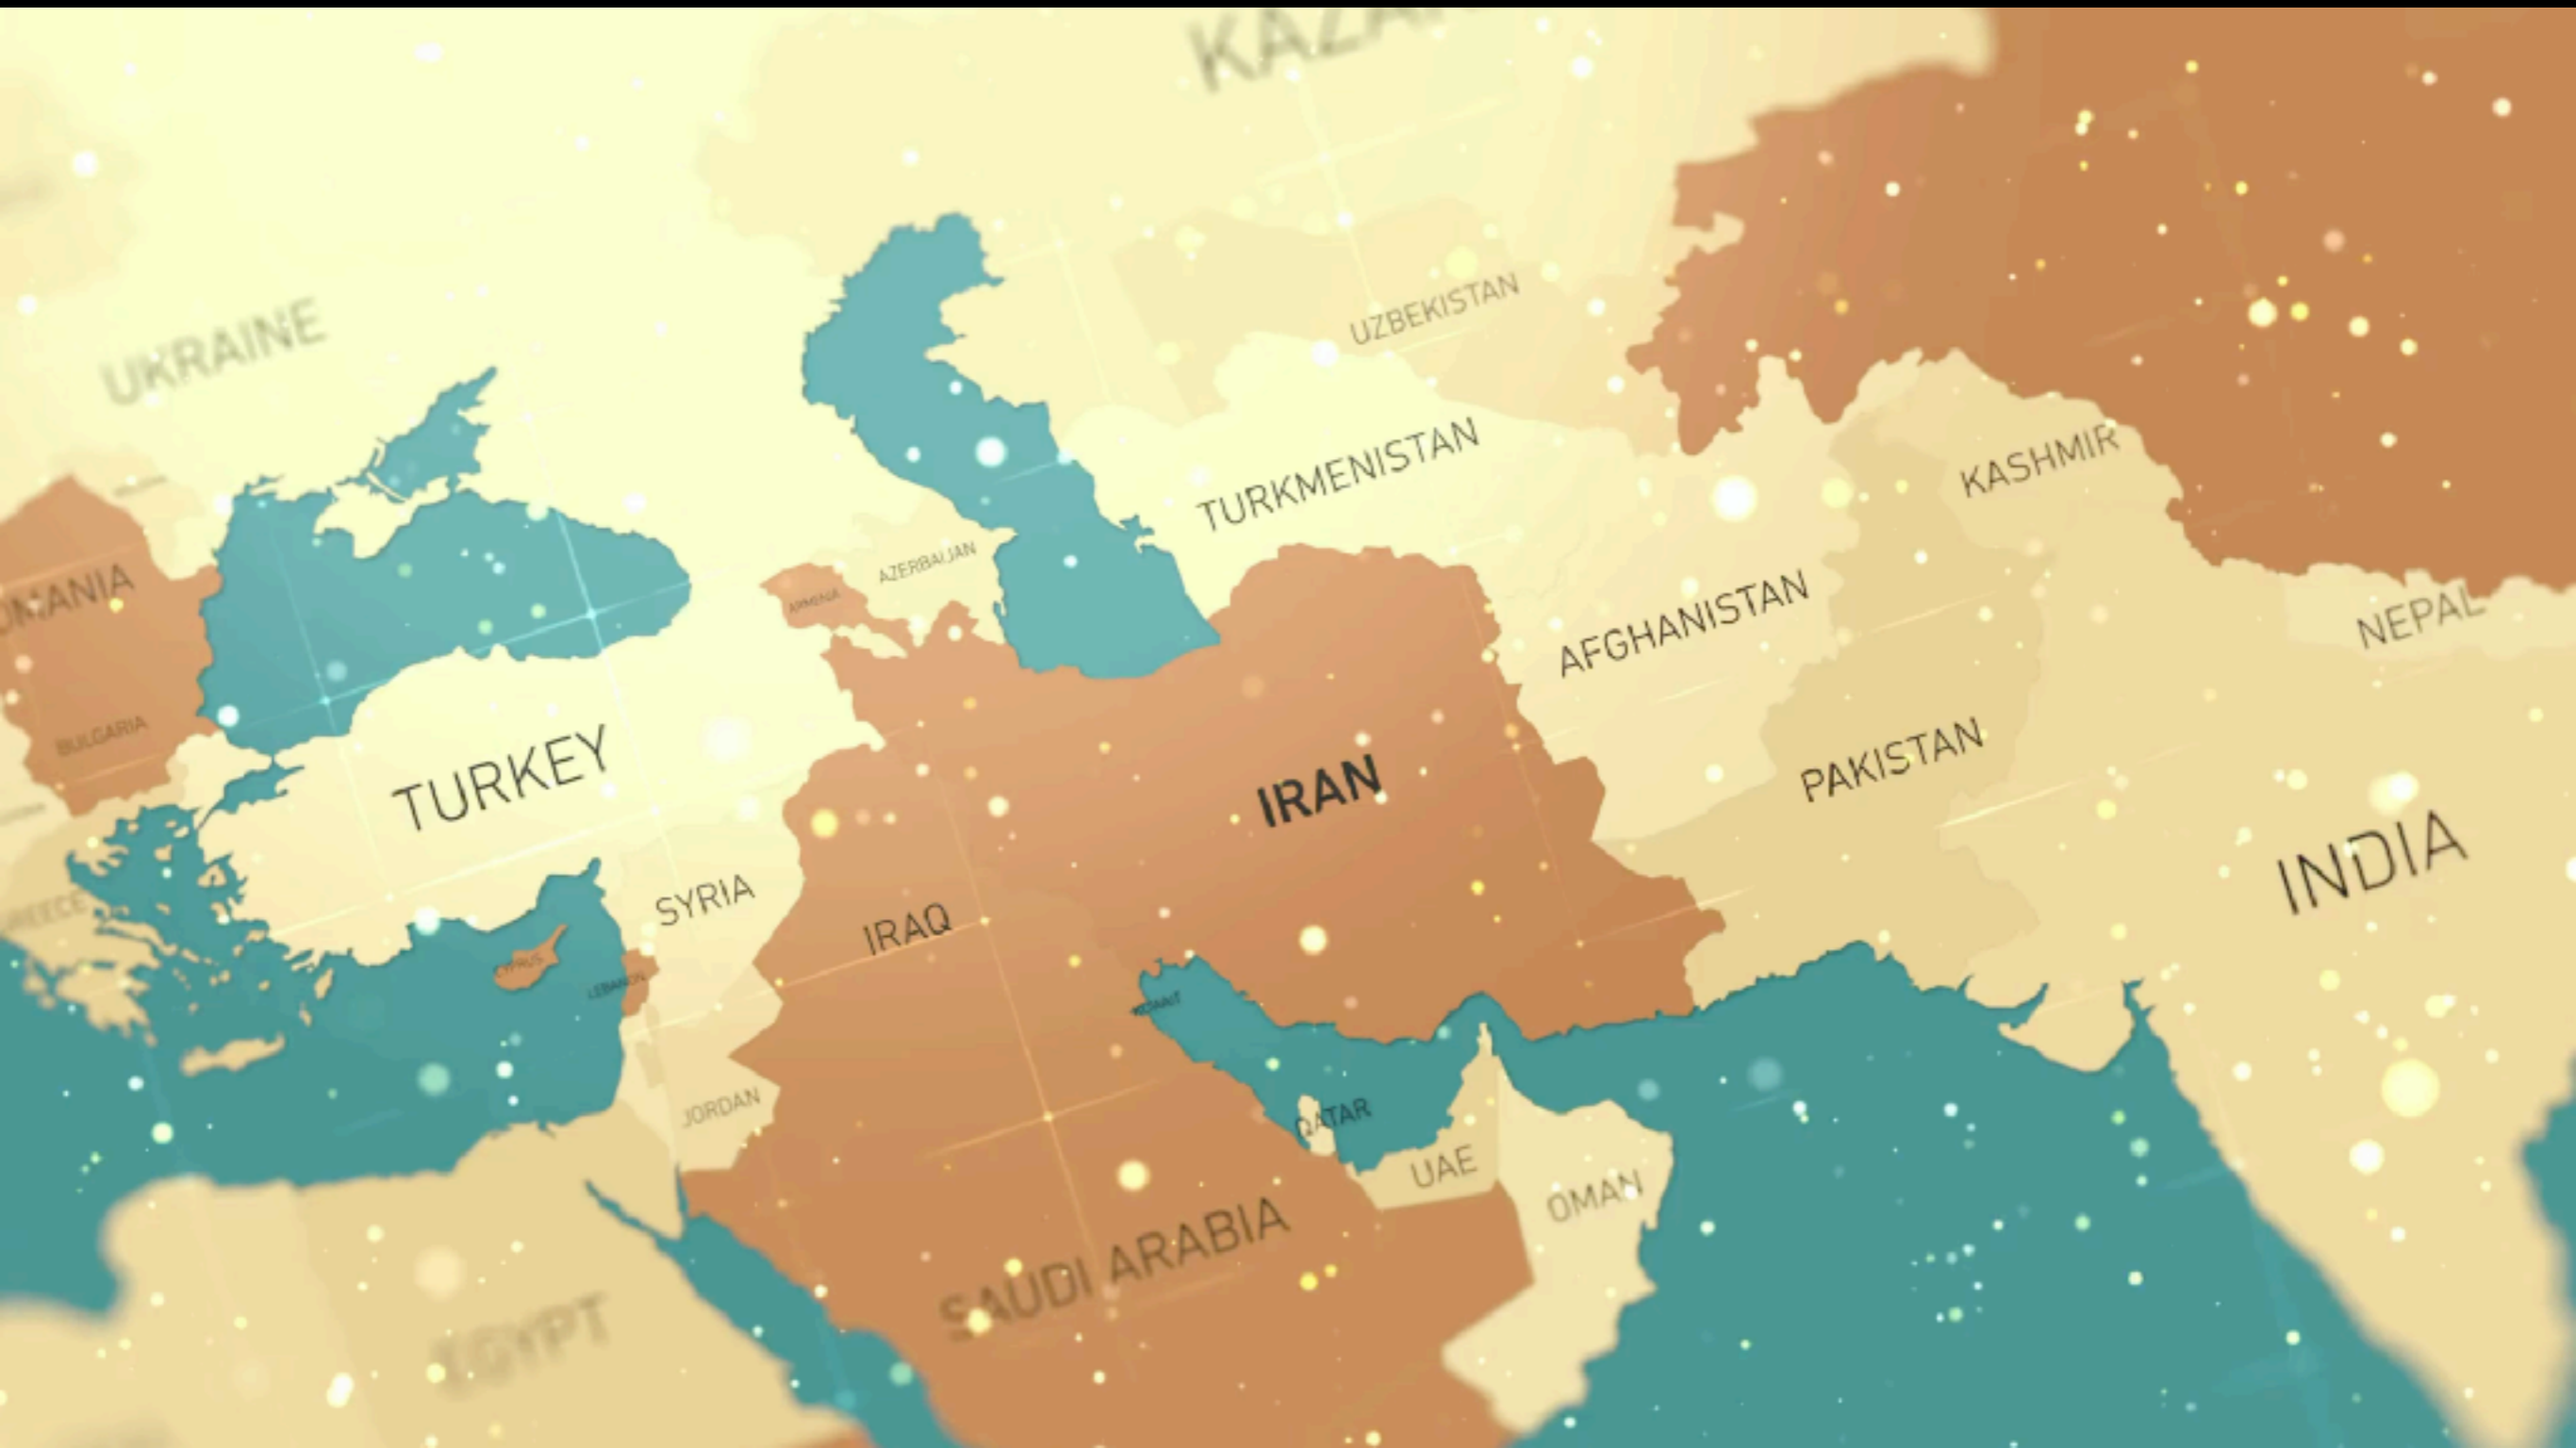 UKRAINE
UZBEKISTAN
TURKMENISTAN
KASHMIR
AZERBAIJAN
ARMENIA
AFGHANISTAN
NEPAL
BULGARIA
TURKEY
IRAN
PAKISTAN
INDIA
SYRIA
IRAQ
CYPRUS
LEBANON
KUWAIT
JORDAN
QATAR
UAE
OMAN
SAUDI ARABIA
EGYPT